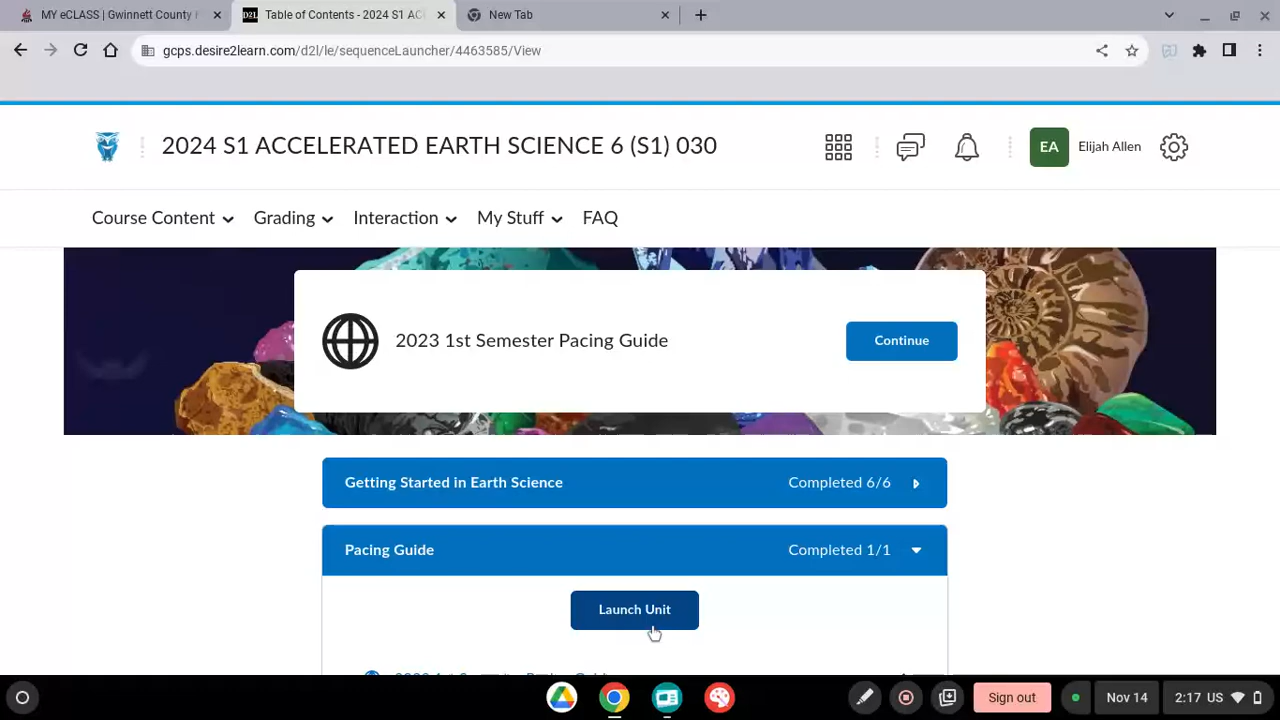 MY eCLASS | Gwinnett County
Table of Contents - 2024 S1 AC
New Tab
gcps.desire2learn.com/d2l/le/sequenceLauncher/4463585/View
2024 S1 ACCELERATED EARTH SCIENCE 6 (S1) 030
EA
Elijah Allen
Course Content
Grading
Interaction
My Stuff
FAQ
2023 1st Semester Pacing Guide
Continue
Getting Started in Earth Science
Completed 6/6
Pacing Guide
Completed 1/1
Launch Unit
Sign out
Nov 14
2:17 US